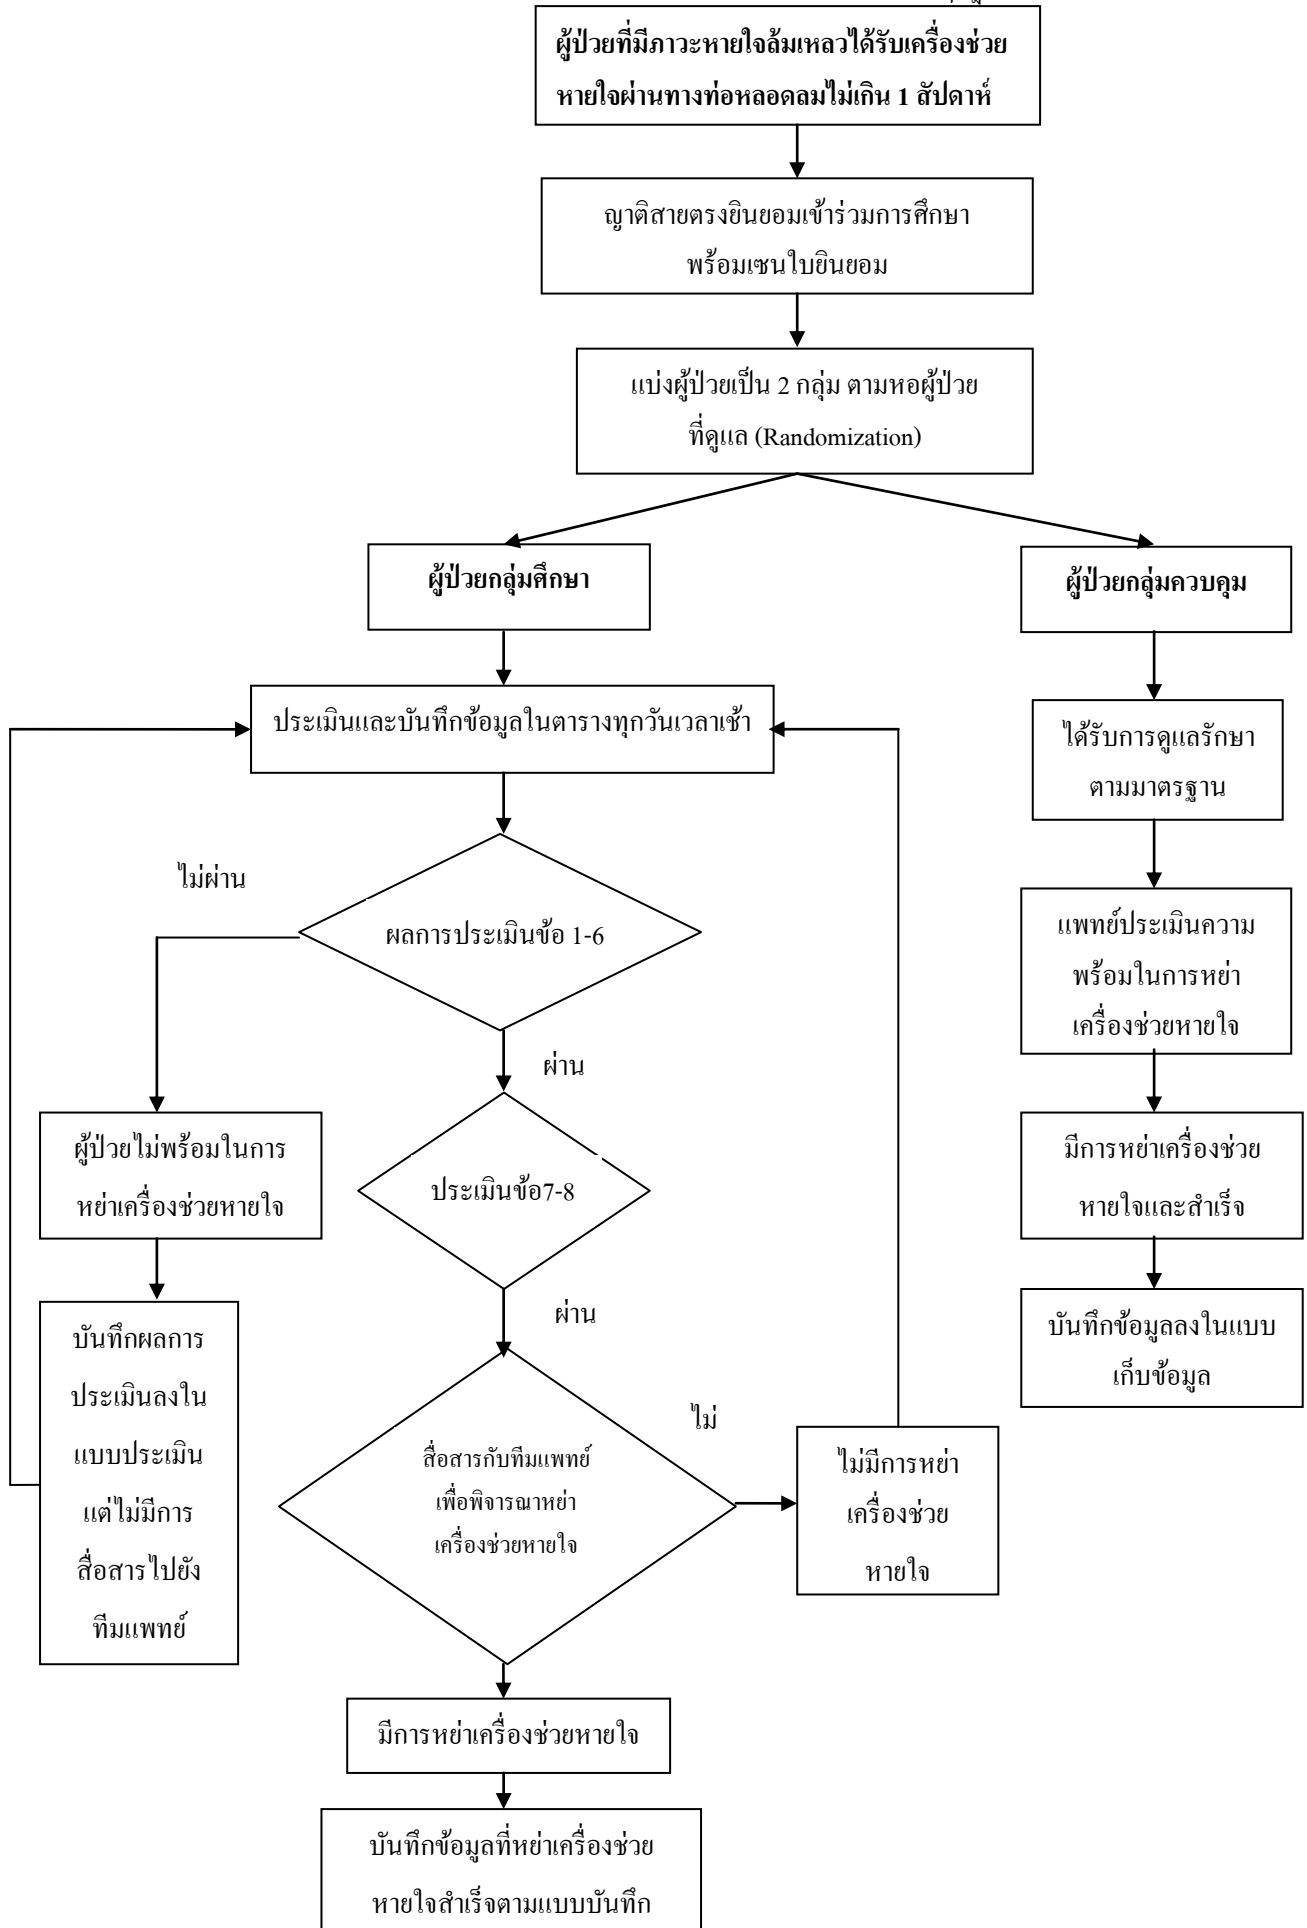 ผู้ป่วยที่มีภาวะหายใจล้มเหลวได้รับเครื่องช่วย
หายใจผ่านทางท่อหลอดลมไม่เกิน 1 สัปดาห์
ญาติสายตรงยินยอมเข้าร่วมการศึกษา
พร้อมเซนใบยินยอม
แบ่งผู้ป่วยเป็น 2 กลุ่ม ตามหอผู้ป่วย
ที่ดูแล (Randomization)
ผู้ป่วยกลุ่มศึกษา
ผู้ป่วยกลุ่มควบคุม
ประเมินและบันทึกข้อมูลในตารางทุกวันเวลาเช้า
ได้รับการดูแลรักษา
ตามมาตรฐาน
ไม่ผ่าน
ผลการประเมินข้อ 1-6
แพทย์ประเมินความ
พร้อมในการหย่า
เครื่องช่วยหายใจ
ผ่าน
ผู้ป่วยไม่พร้อมในการ
หย่าเครื่องช่วยหายใจ
ประเมินข้อ7-8
มีการหย่าเครื่องช่วย
หายใจและสำเร็จ
ผ่าน
บันทึกผลการ
ประเมินลงใน
แบบประเมิน
แต่ไม่มีการ
สื่อสารไปยัง
ทีมแพทย์
บันทึกข้อมูลลงในแบบ
เก็บข้อมูล
ไม่
สื่อสารกับทีมแพทย์
เพื่อพิจารณาหย่า
เครื่องช่วยหายใจ
ไม่มีการหย่า
เครื่องช่วย
หายใจ
มีการหย่าเครื่องช่วยหายใจ
บันทึกข้อมูลที่หย่าเครื่องช่วย
หายใจสำเร็จตามแบบบันทึก